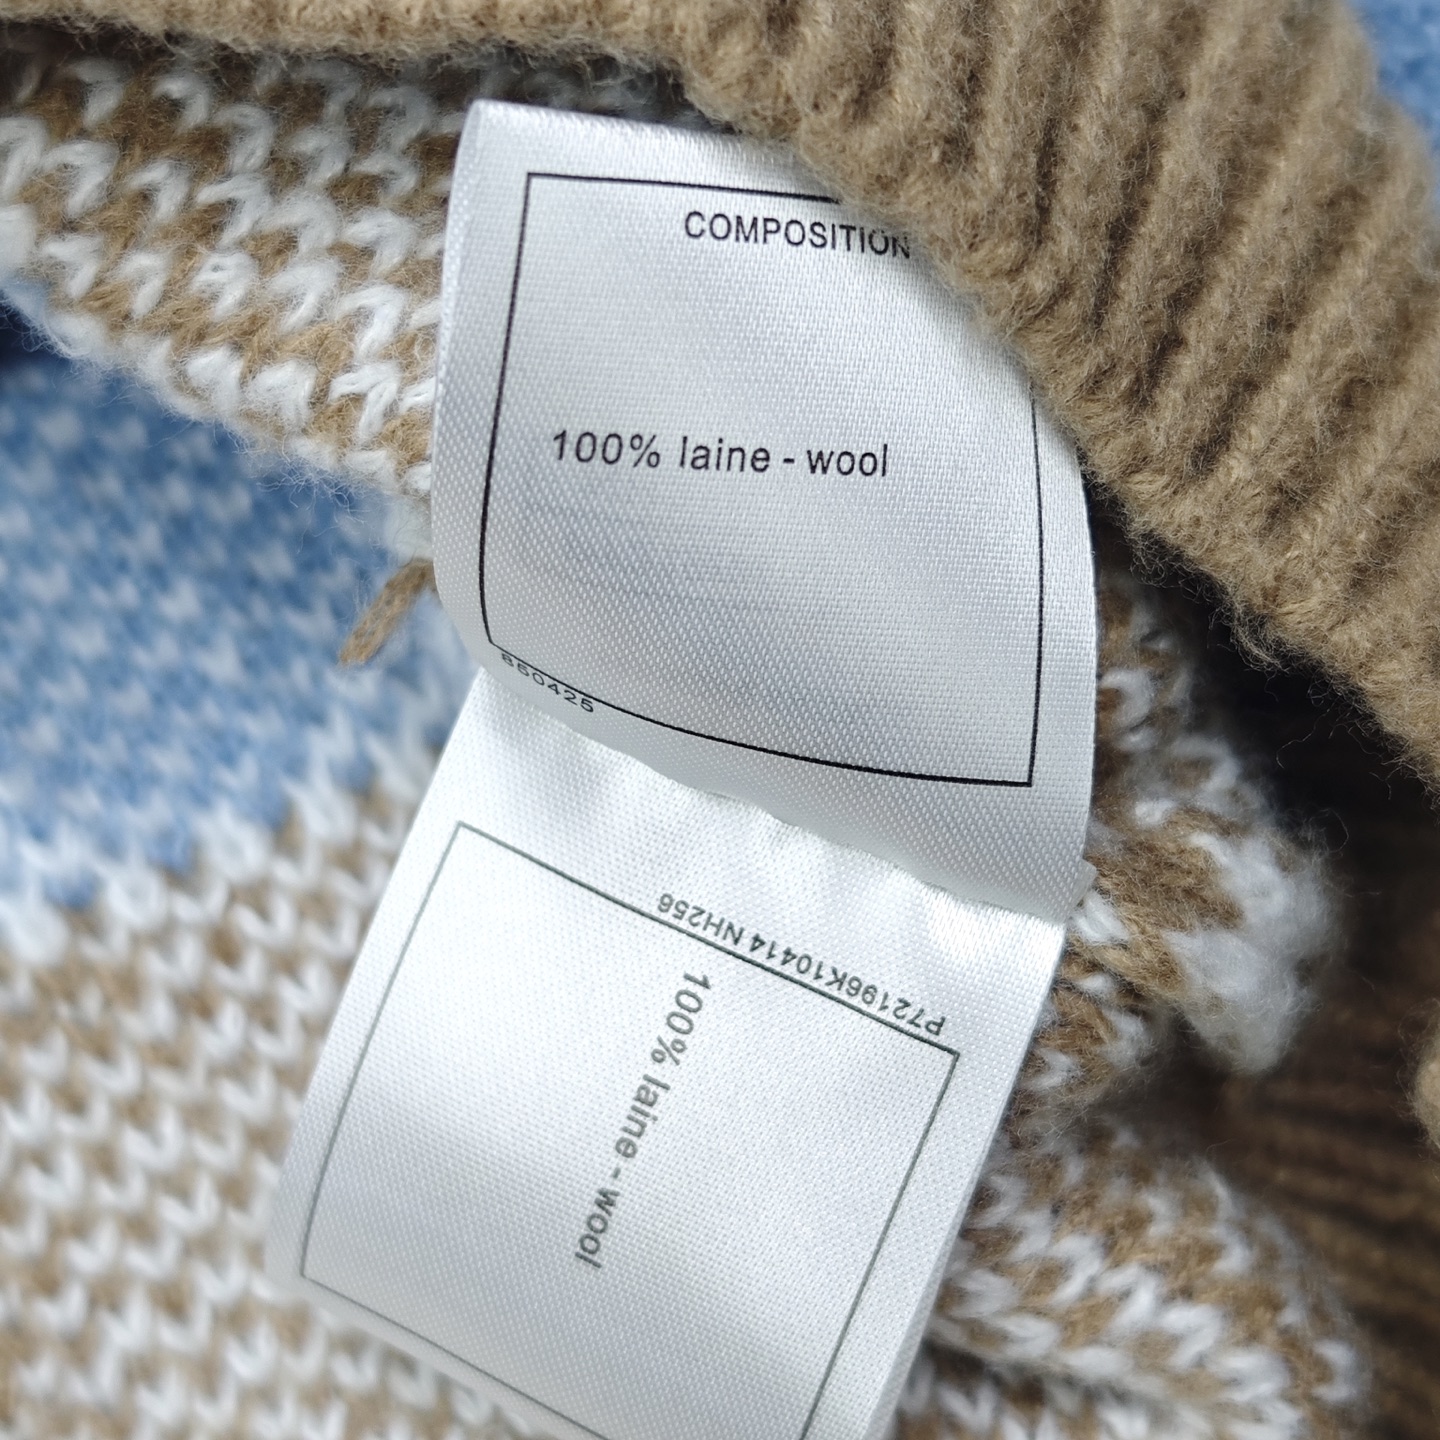 COMPOSITION
100% laine - wool
850425
P72196K10414 NH256
100% laine - wool